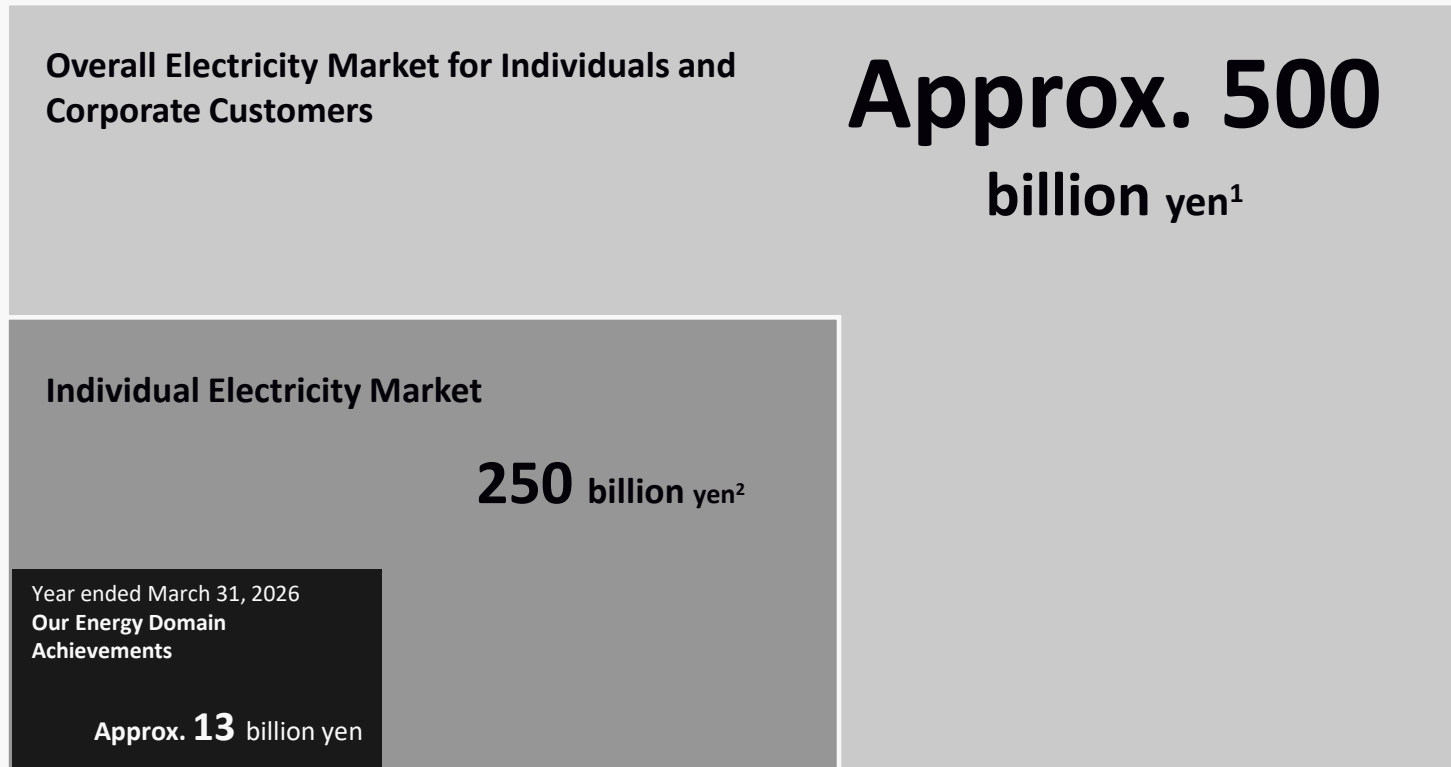 Overall Electricity Market for Individuals and
Corporate Customers
Approx. 500
billion yen¹
Individual Electricity Market
250 billion yen²
Year ended March 31, 2026
Our Energy Domain
Achievements
Approx. 13 billion yen